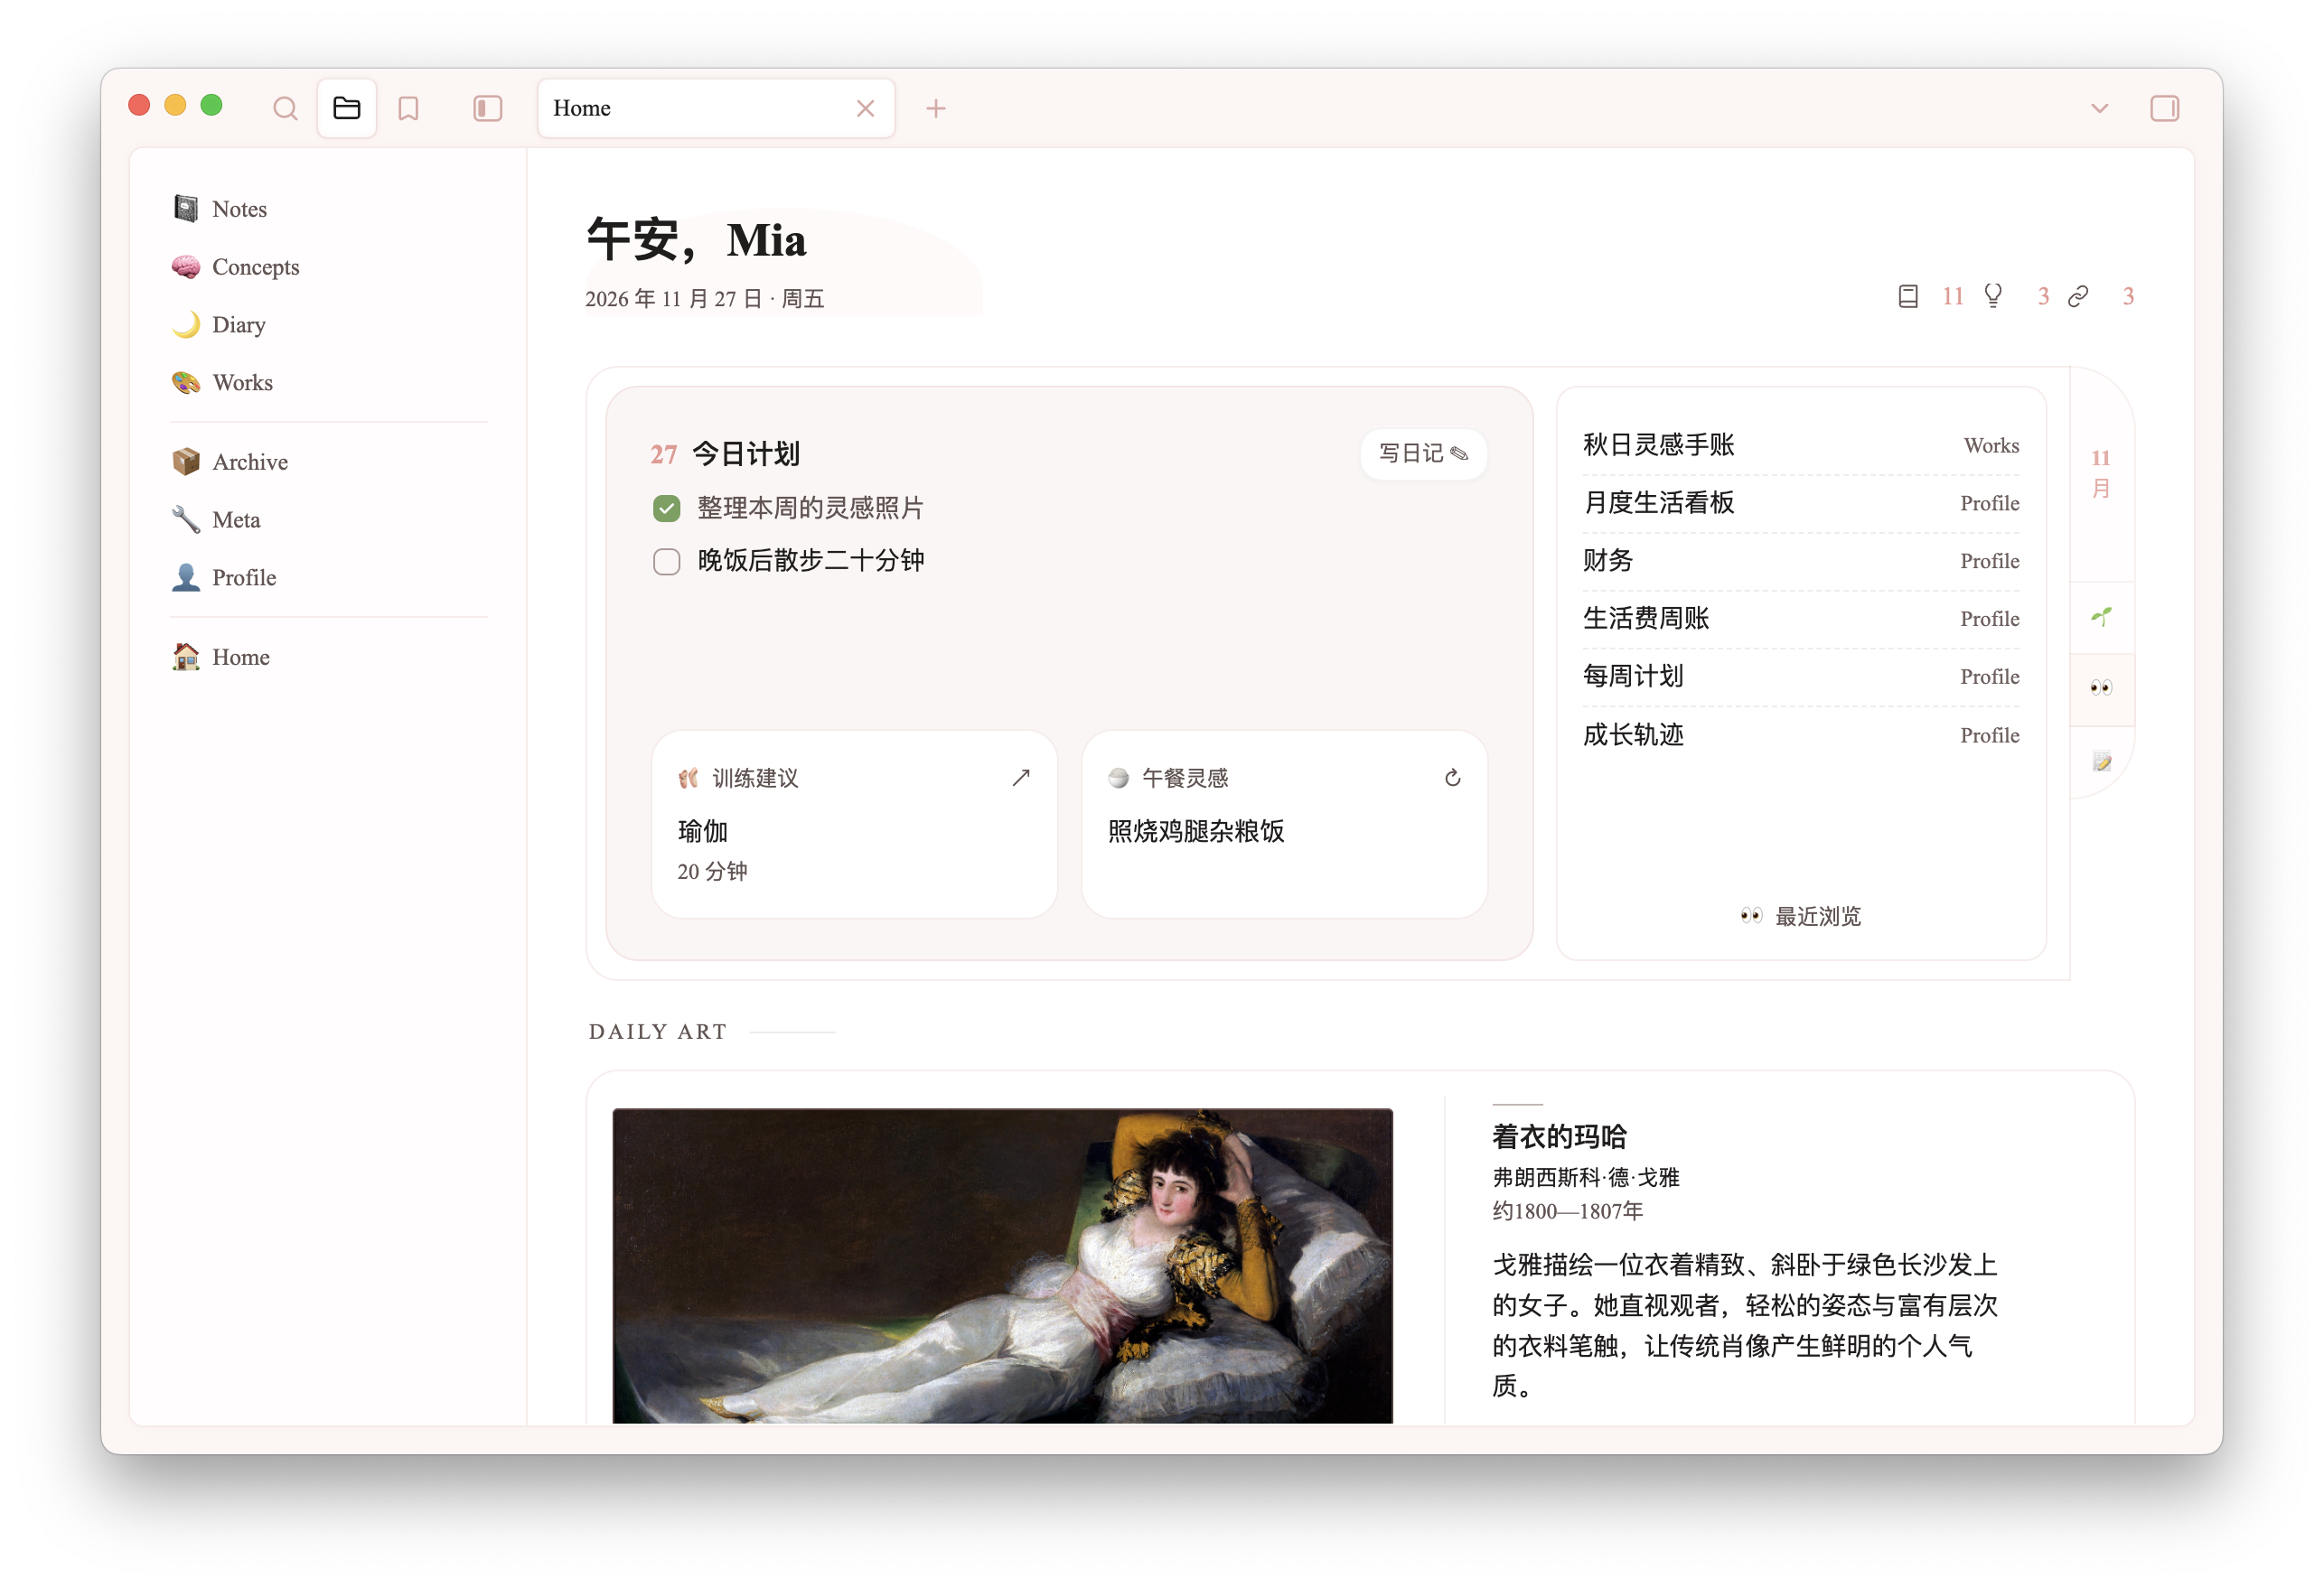 Home
Notes
Concepts
Diary
Works
Archive
Meta
Profile
Home
午安，Mia
2026 年 11 月 27 日 · 周五
11 3 3
27 今日计划
写日记
整理本周的灵感照片
晚饭后散步二十分钟
训练建议
瑜伽
20 分钟
午餐灵感
照烧鸡腿杂粮饭
秋日灵感手账 Works
月度生活看板 Profile
财务 Profile
生活费周账 Profile
每周计划 Profile
成长轨迹 Profile
最近浏览
11
月
DAILY ART
着衣的玛哈
弗朗西斯科·德·戈雅
约1800—1807年
戈雅描绘一位衣着精致、斜卧于绿色长沙发上
的女子。她直视观者，轻松的姿态与富有层次
的衣料笔触，让传统肖像产生鲜明的个人气
质。